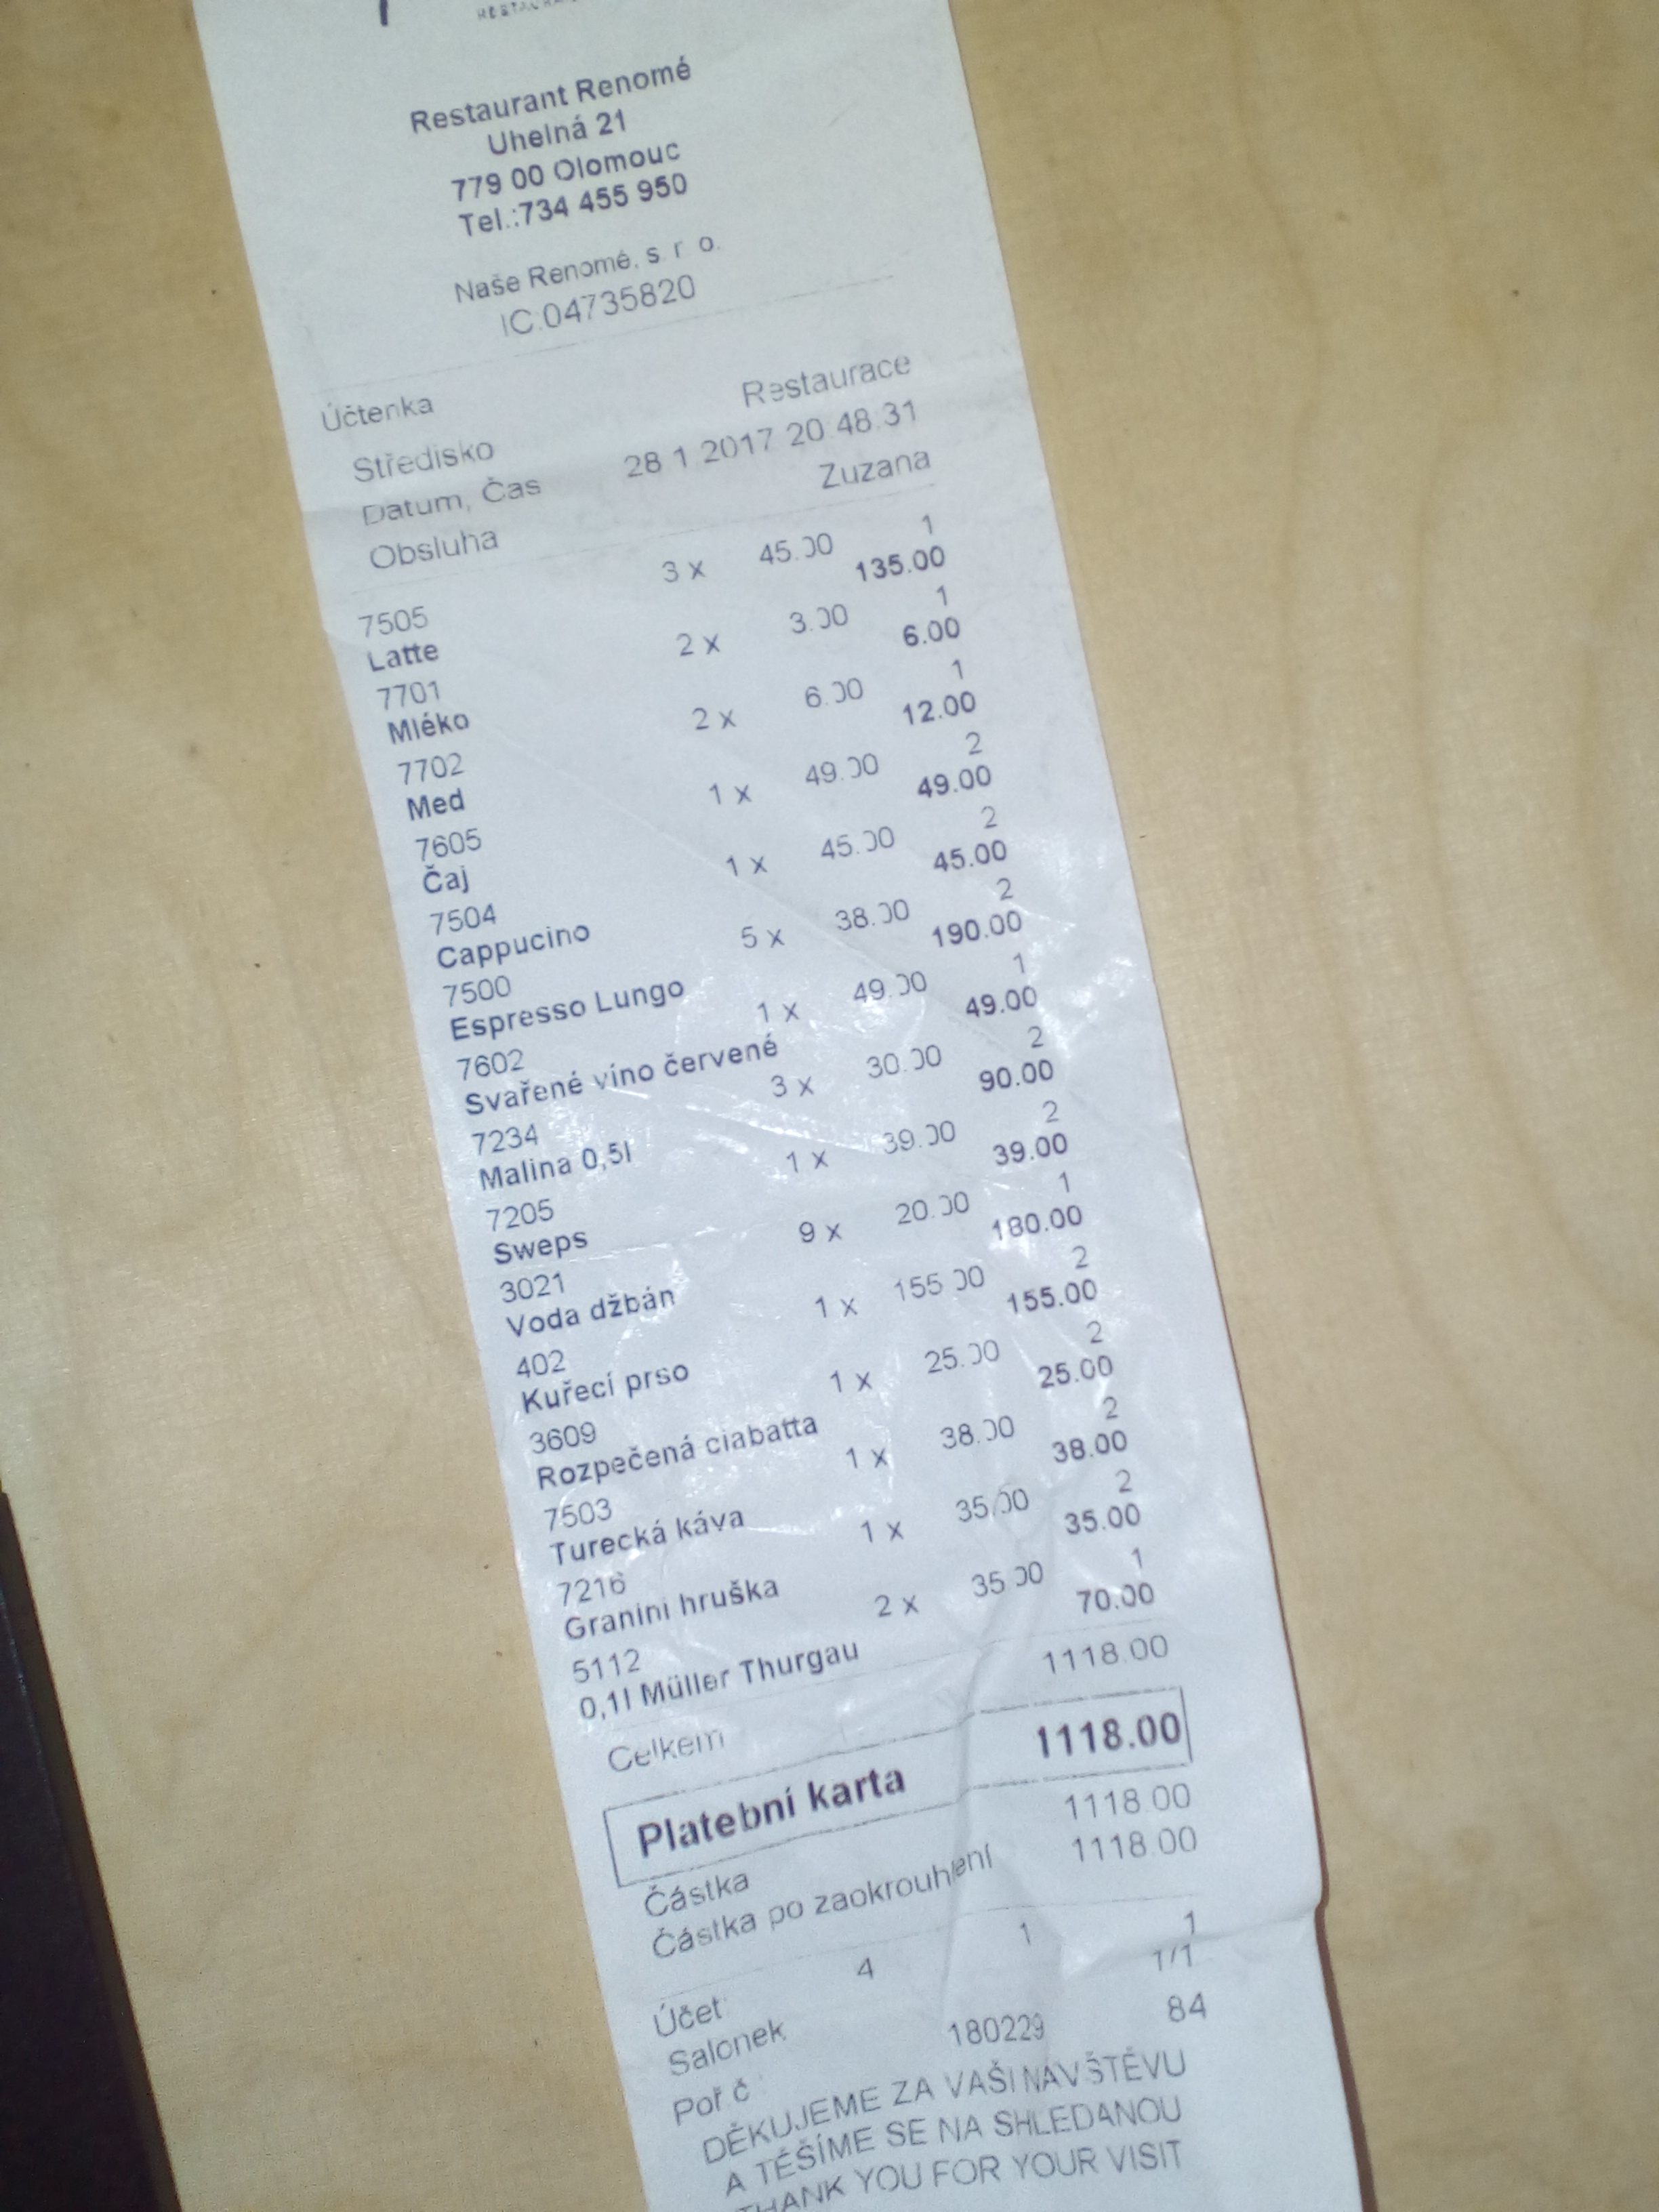 Restaurant Renomé
Uhelná 21
779 00 Olomouc
Tel.:734 455 950
Naše Renomé, s. r. o.
IC:04735820
Účtenka
Středisko Restaurace
Datum, Čas 28.1.2017 20:48:31
Obsluha Zuzana
7505 3 x 45.00 1
Latte 135.00
7701 2 x 3.00 1
Mléko 6.00
7702 2 x 6.00 1
Med 12.00
7605 1 x 49.00 2
Čaj 49.00
7504 1 x 45.00 2
Cappucino 45.00
7500 5 x 38.00 2
Espresso Lungo 190.00
7602 1 x 49.00 1
Svařené víno červené 49.00
7234 3 x 30.00 2
Malina 0,5l 90.00
7205 1 x 39.00 2
Sweps 39.00
3021 9 x 20.00 1
Voda džbán 180.00
402 1 x 155.00 2
Kuřecí prso 155.00
3609 1 x 25.00 2
Rozpečená ciabatta 25.00
7503 1 x 38.00 2
Turecká káva 38.00
7216 1 x 35.00 2
Granini hruška 35.00
5112 2 x 35.00 1
0,1l Müller Thurgau 70.00
Celkem 1118.00
Platební karta 1118.00
Částka 1118.00
Částka po zaokrouhlení 1118.00
Účet 4 1 1
Salonek 1/1
Poř.č. 180229 84
DĚKUJEME ZA VAŠI NÁVŠTĚVU
A TĚŠÍME SE NA SHLEDANOU
THANK YOU FOR YOUR VISIT